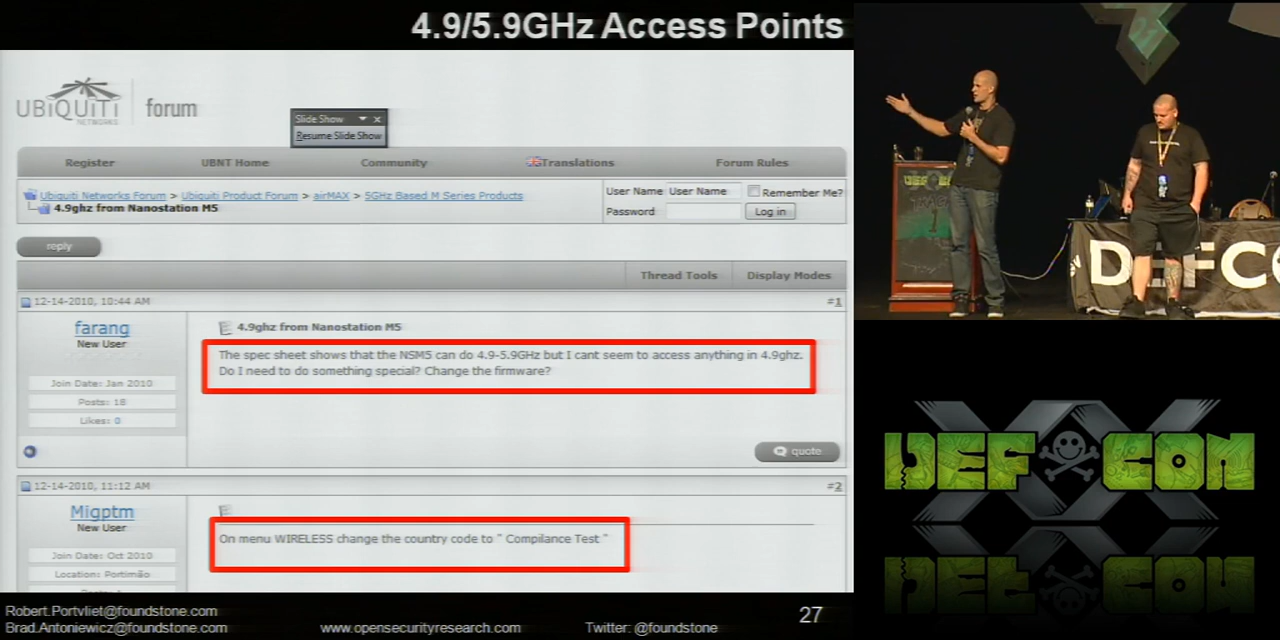 4.9/5.9GHz Access Points
UBIQUITI
NETWORKS
forum
Slide Show
Resume Slide Show
Register
UBNT Home
Community
Translations
Forum Rules
Ubiquiti Networks Forum > Ubiquiti Product Forum > airMAX > 5GHz Based M Series Products
4.9ghz from Nanostation M5
User Name User Name Remember Me?
Password Log in
reply
Thread Tools
Display Modes
12-14-2010, 10:44 AM
#1
farang
New User
Join Date: Jan 2010
Posts: 18
Likes: 0
4.9ghz from Nanostation M5
The spec sheet shows that the NSM5 can do 4.9-5.9GHz but I cant seem to access anything in 4.9ghz.
Do I need to do something special? Change the firmware?
quote
12-14-2010, 11:12 AM
#2
Migptm
New User
Join Date: Oct 2010
Location: Portimão
On menu WIRELESS change the country code to " Compilance Test "
Robert.Portvliet@foundstone.com
Brad.Antoniewicz@foundstone.com
www.opensecurityresearch.com
Twitter: @foundstone
27
DEFC
DEF CON
XX